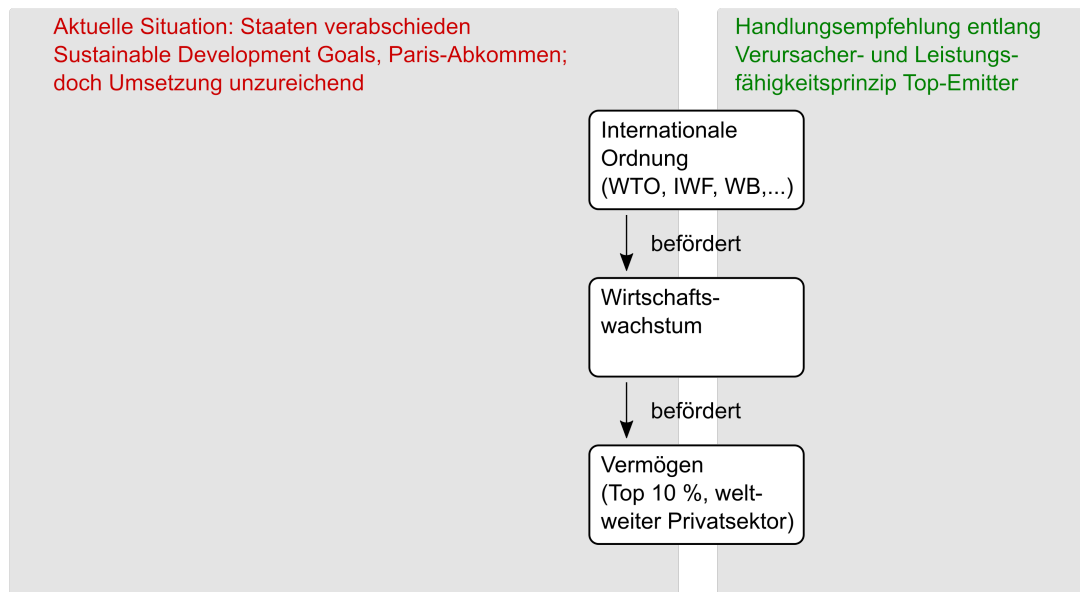 Aktuelle Situation: Staaten verabschieden
Sustainable Development Goals, Paris-Abkommen;
doch Umsetzung unzureichend
Handlungsempfehlung entlang
Verursacher- und Leistungs-
fähigkeitsprinzip Top-Emitter
Internationale
Ordnung
(WTO, IWF, WB,...)
befördert
Wirtschafts-
wachstum
befördert
Vermögen
(Top 10 %, welt-
weiter Privatsektor)